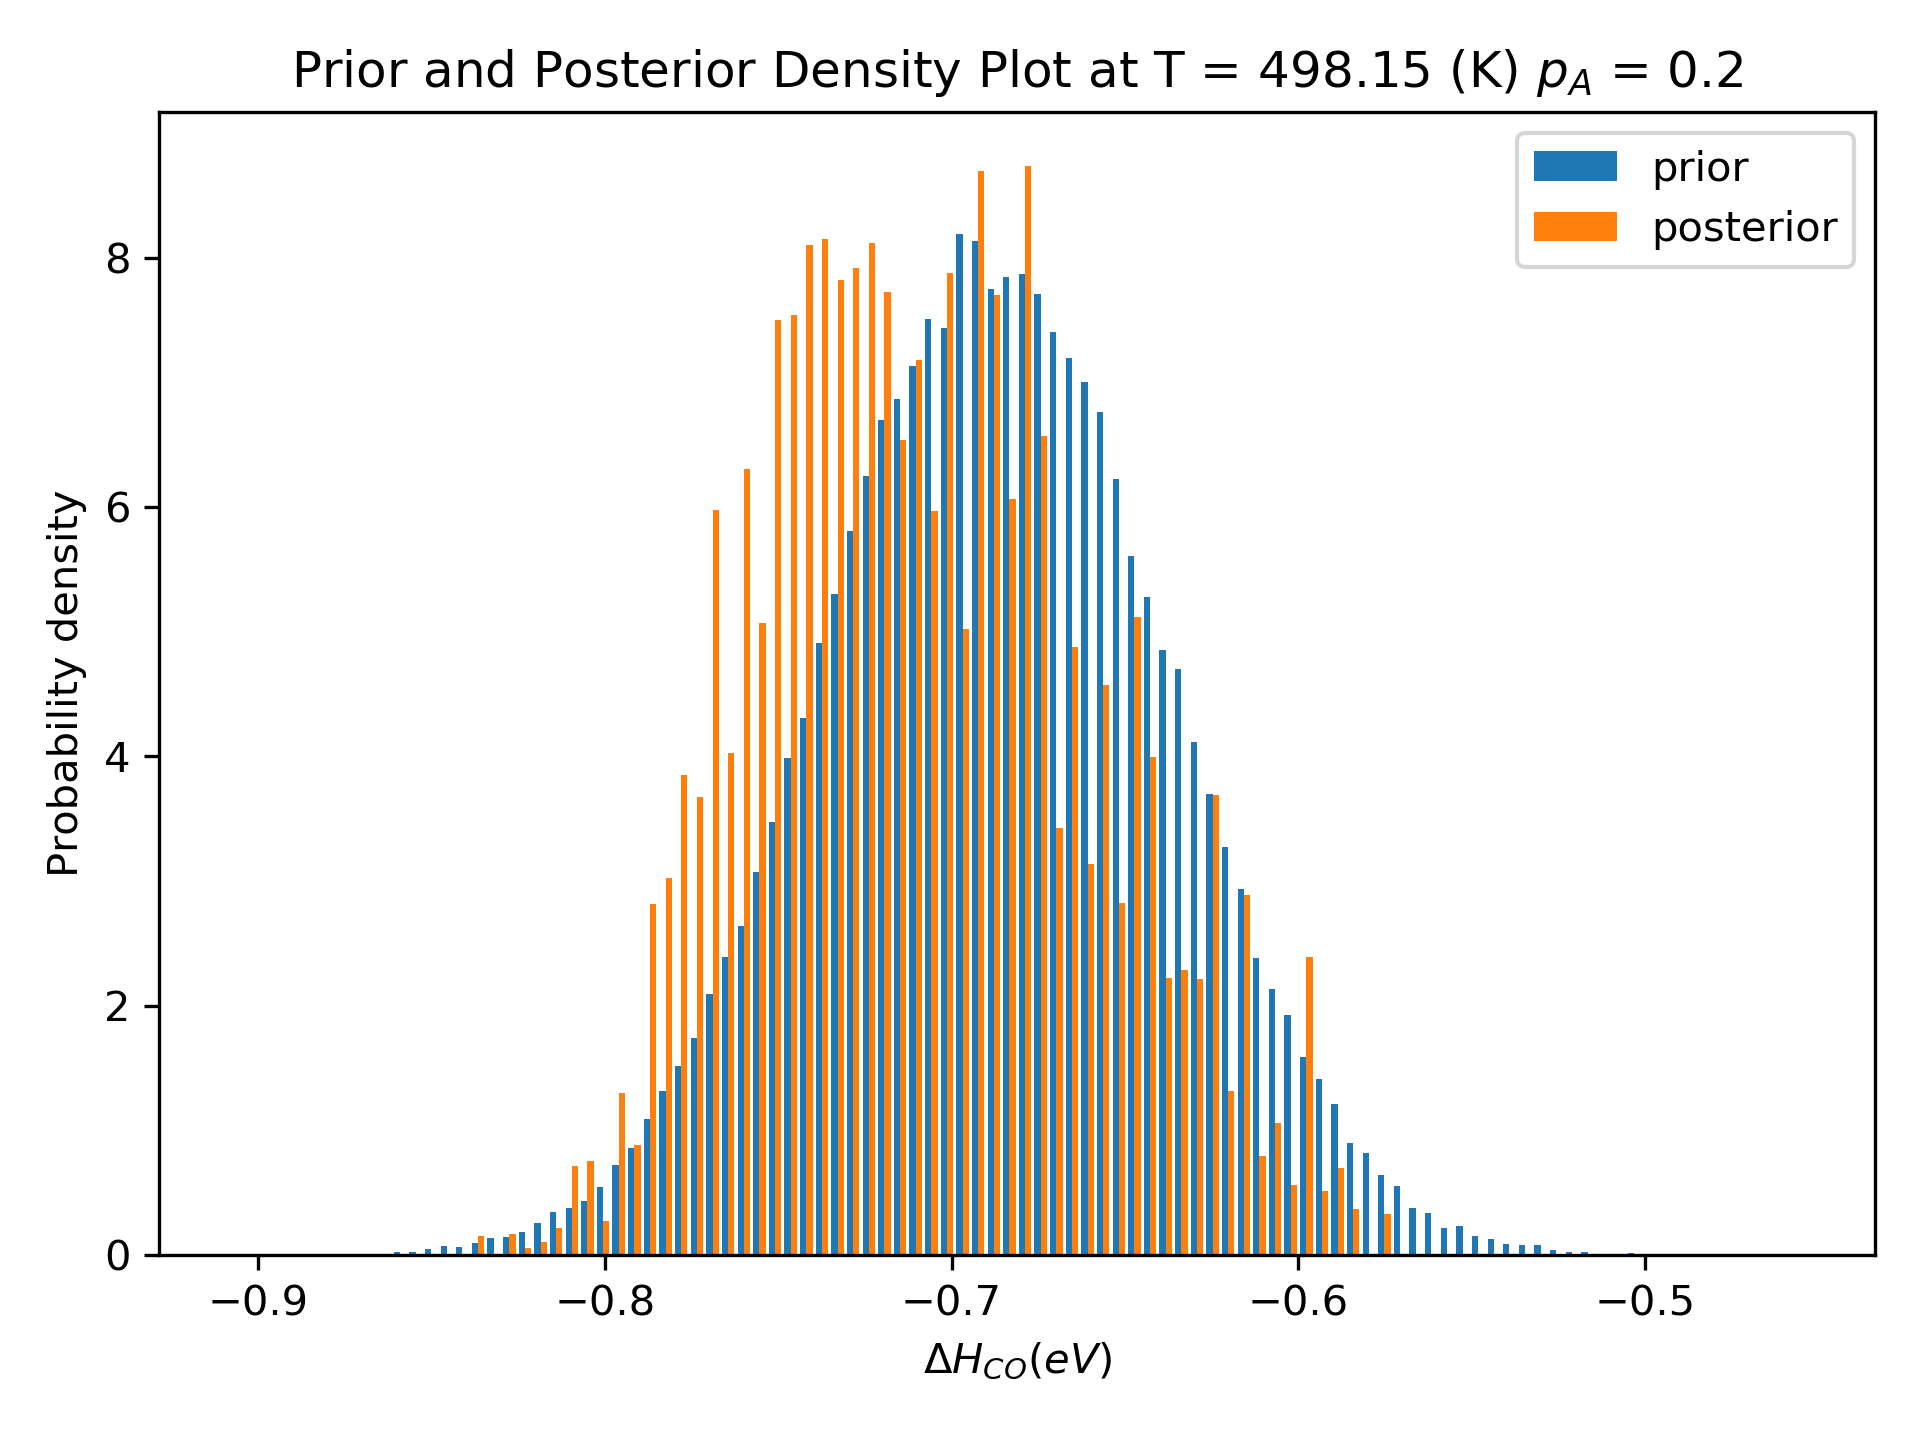 Prior and Posterior Density Plot at T = 498.15 (K) p_A = 0.2
prior
posterior
8
6
4
2
0
Probability density
−0.9 −0.8 −0.7 −0.6 −0.5
ΔH_CO(eV)